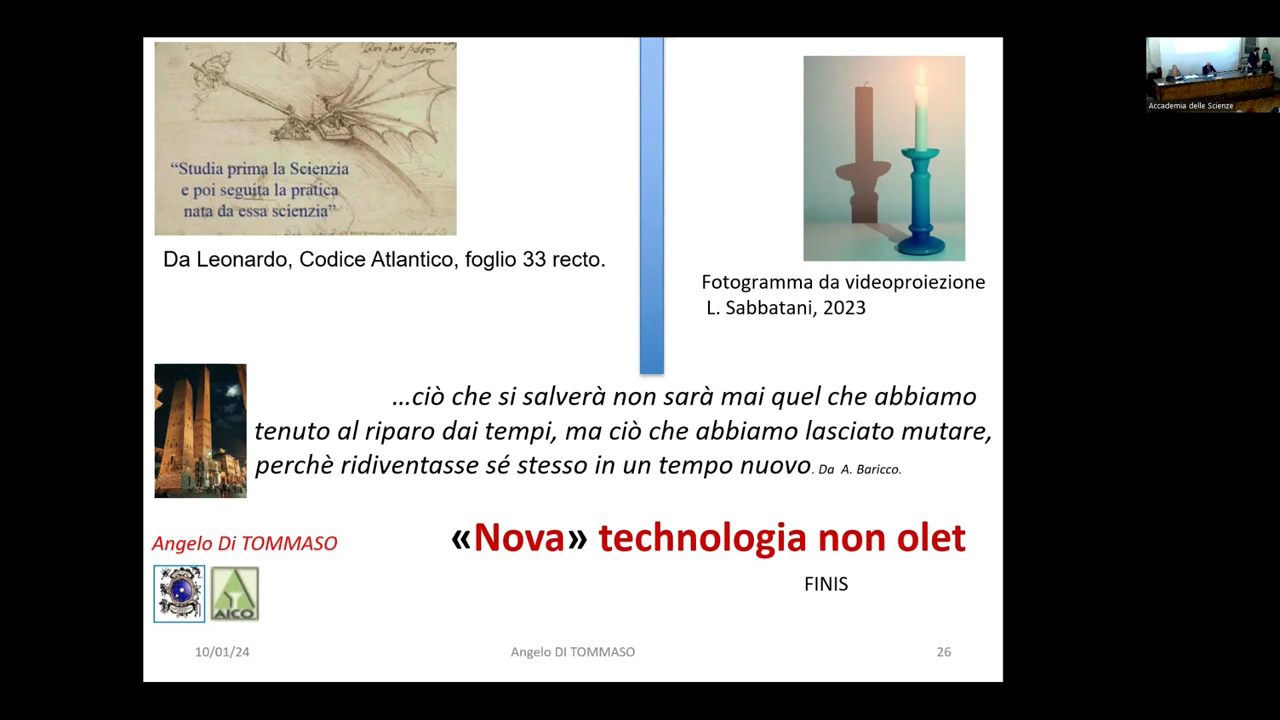 “Studia prima la Scienzia
e poi seguita la pratica
nata da essa scienzia”
Da Leonardo, Codice Atlantico, foglio 33 recto.
Fotogramma da videoproiezione
L. Sabbatani, 2023
Accademia delle Scienze
…ciò che si salverà non sarà mai quel che abbiamo
tenuto al riparo dai tempi, ma ciò che abbiamo lasciato mutare,
perchè ridiventasse sé stesso in un tempo nuovo. Da A. Baricco.
«Nova» technologia non olet
Angelo Di TOMMASO
FINIS
AICO
10/01/24 Angelo DI TOMMASO 26